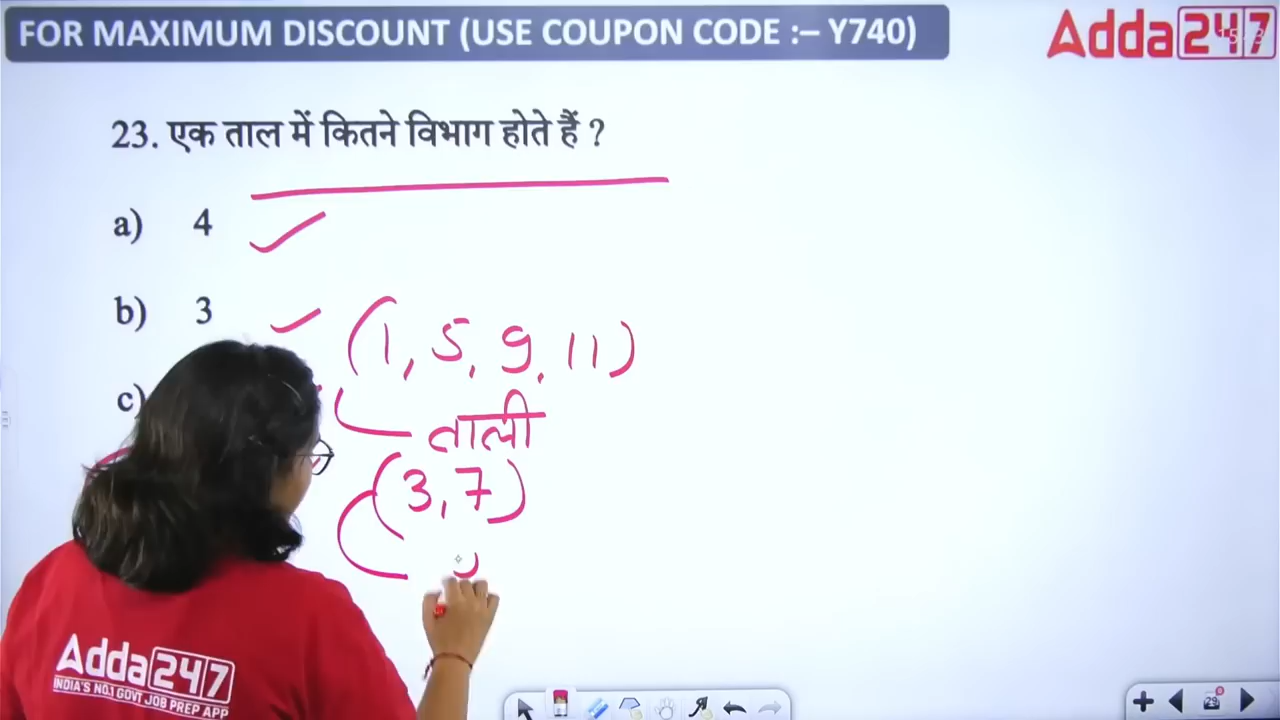 FOR MAXIMUM DISCOUNT (USE COUPON CODE :– Y740)
Adda247
23. एक ताल में कितने विभाग होते हैं ?
a) 4
b) 3
(1, 5, 9, 11)
c)
ताली
(3, 7)
Adda247
INDIA'S NO.1 GOVT JOB PREP APP
29